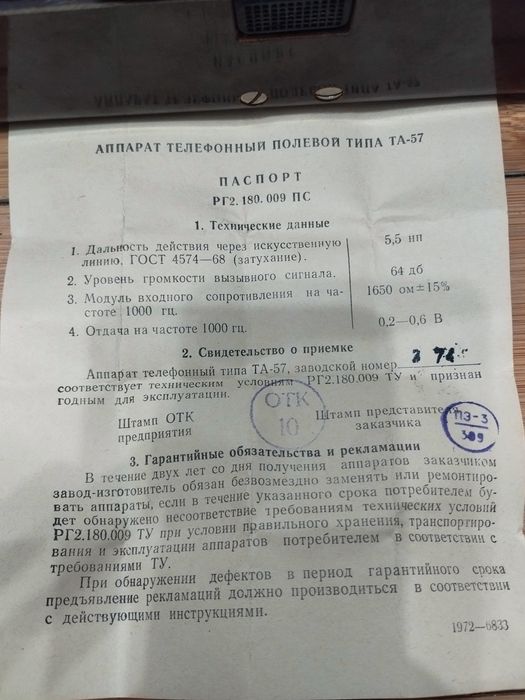 АППАРАТ ТЕЛЕФОННЫЙ ПОЛЕВОЙ ТИПА ТА-57
ПАСПОРТ
РГ2.180.009 ПС
1. Технические данные
1. Дальность действия через искусственную линию, ГОСТ 4574—68 (затухание). 5,5 нп
2. Уровень громкости вызывного сигнала. 64 дб
3. Модуль входного сопротивления на частоте 1000 гц. 1650 ом±15%
4. Отдача на частоте 1000 гц. 0,2—0,6 В
2. Свидетельство о приемке
Аппарат телефонный типа ТА-57, заводской номер
соответствует техническим условиям РГ2.180.009 ТУ и признан
годным для эксплуатации.
Штамп ОТК
предприятия
ОТК
10
Штамп представителя
заказчика
ПЗ-3
309
3. Гарантийные обязательства и рекламации
В течение двух лет со дня получения аппаратов заказчиком
завод-изготовитель обязан безвозмездно заменять или ремонтиро-
вать аппараты, если в течение указанного срока потребителем бу-
дет обнаружено несоответствие требованиям технических условий
РГ2.180.009 ТУ при условии правильного хранения, транспортиро-
вания и эксплуатации аппаратов потребителем в соответствии с
требованиями ТУ.
При обнаружении дефектов в период гарантийного срока
предъявление рекламаций должно производиться в соответствии
с действующими инструкциями.
1972—6833